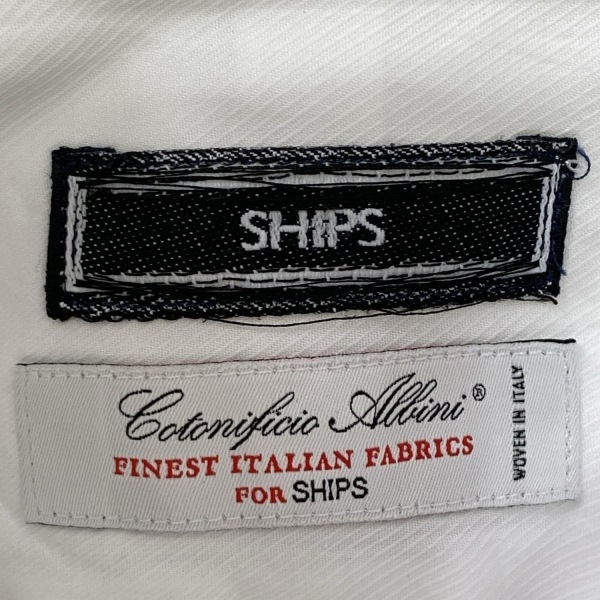 SHIPS
Cotonificio Albini ®
FINEST ITALIAN FABRICS
FOR SHIPS
WOVEN IN ITALY